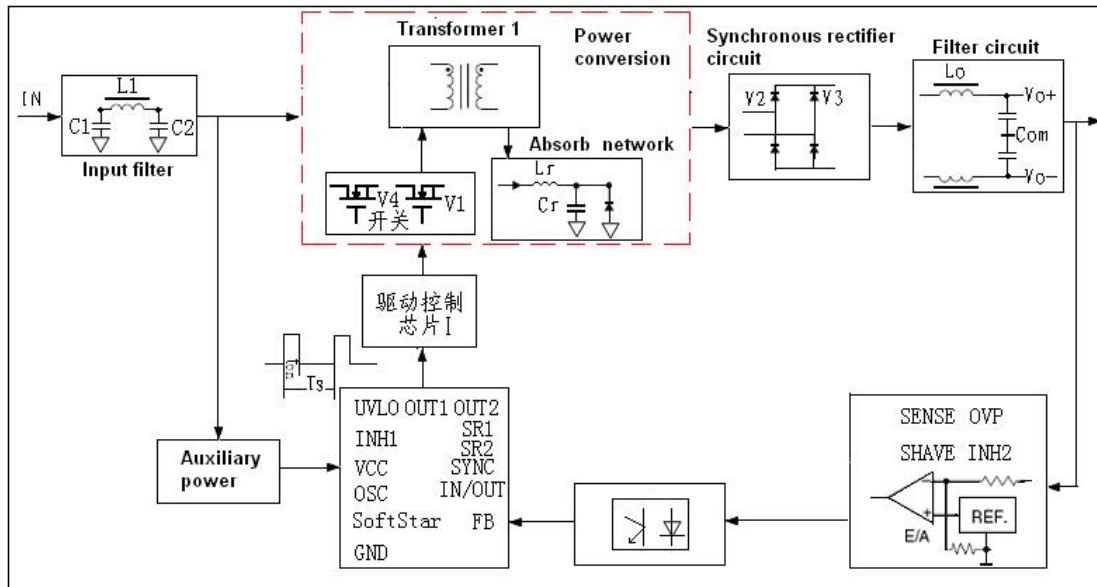 Transformer 1
Power
conversion
Synchronous rectifier
circuit
Filter circuit
IN
L1
C1
C2
Input filter
Absorb network
Lr
Cr
V4
V1
开关
V2
V3
Lo
Vo+
Com
Vo−
驱动控制
芯片I
ton
Ts
UVLO OUT1 OUT2
INH1
SR1
SR2
VCC
SYNC
OSC
IN/OUT
SoftStar
FB
GND
Auxiliary
power
SENSE OVP
SHAVE INH2
REF.
E/A